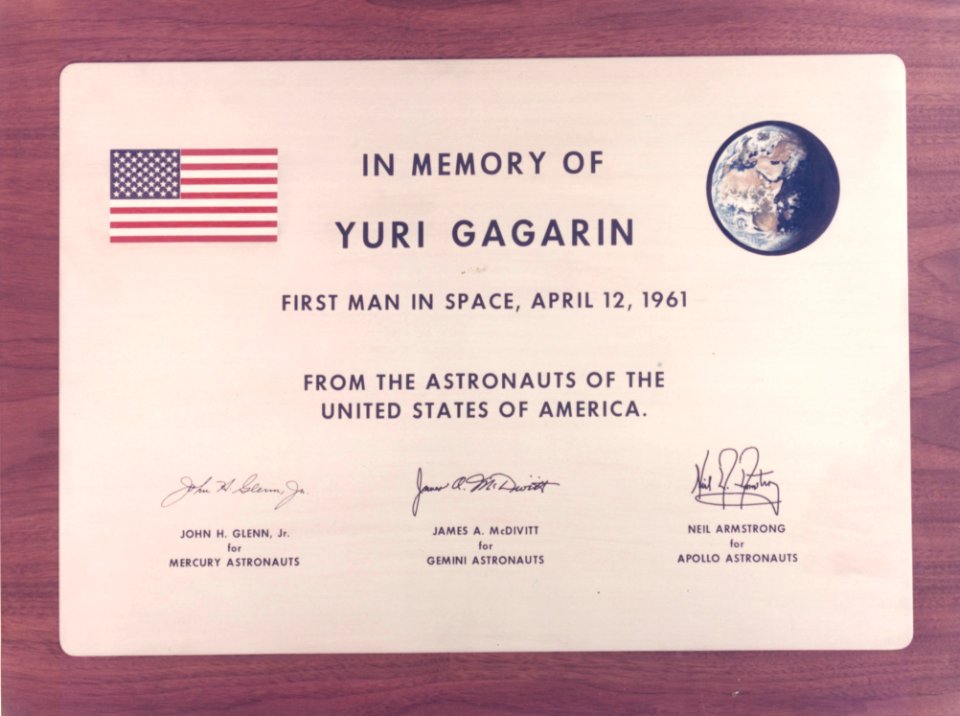 IN MEMORY OF
YURI GAGARIN
FIRST MAN IN SPACE, APRIL 12, 1961
FROM THE ASTRONAUTS OF THE
UNITED STATES OF AMERICA.
John H Glenn, Jr.
James A. McDivitt
Neil A. Armstrong
JOHN H. GLENN, Jr.
for
MERCURY ASTRONAUTS
JAMES A. McDIVITT
for
GEMINI ASTRONAUTS
NEIL ARMSTRONG
for
APOLLO ASTRONAUTS